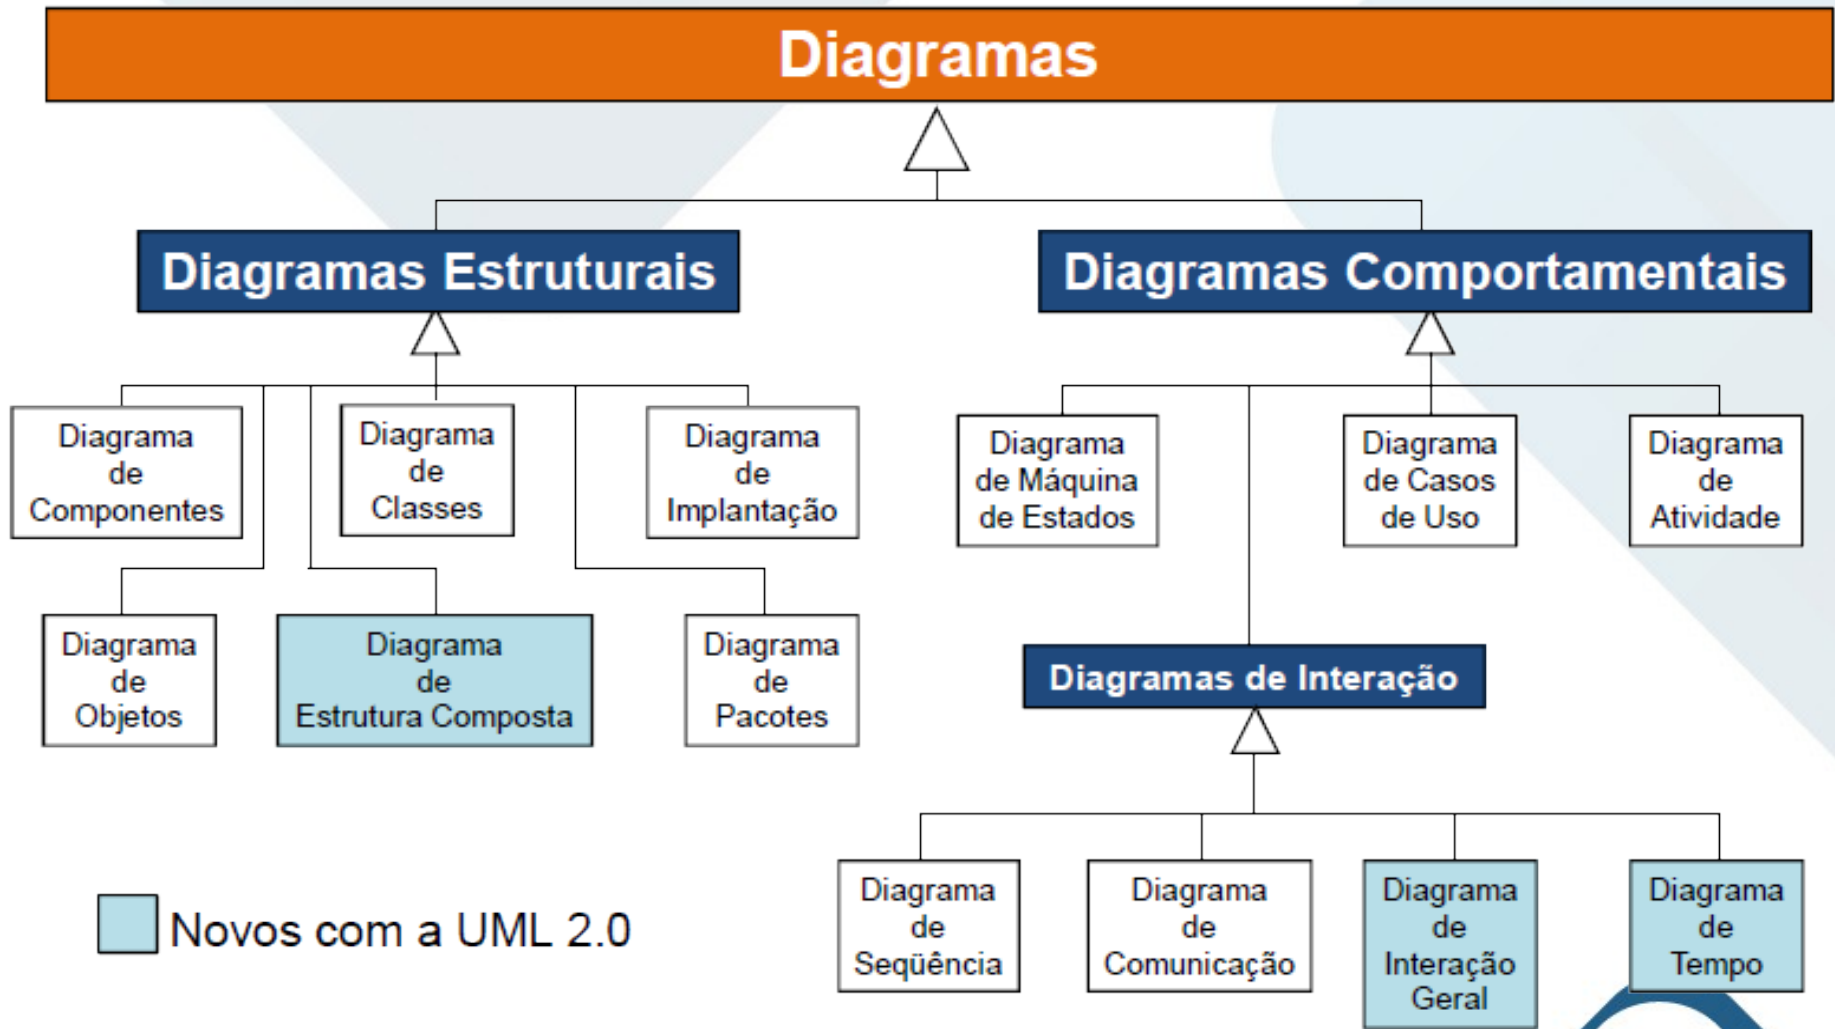 Diagramas
Diagramas Estruturais
Diagramas Comportamentais
Diagrama
de
Componentes
Diagrama
de
Classes
Diagrama
de
Implantação
Diagrama
de Máquina
de Estados
Diagrama
de Casos
de Uso
Diagrama
de
Atividade
Diagrama
de
Objetos
Diagrama
de
Estrutura Composta
Diagrama
de
Pacotes
Diagramas de Interação
Diagrama
de
Seqüência
Diagrama
de
Comunicação
Diagrama
de
Interação
Geral
Diagrama
de
Tempo
Novos com a UML 2.0